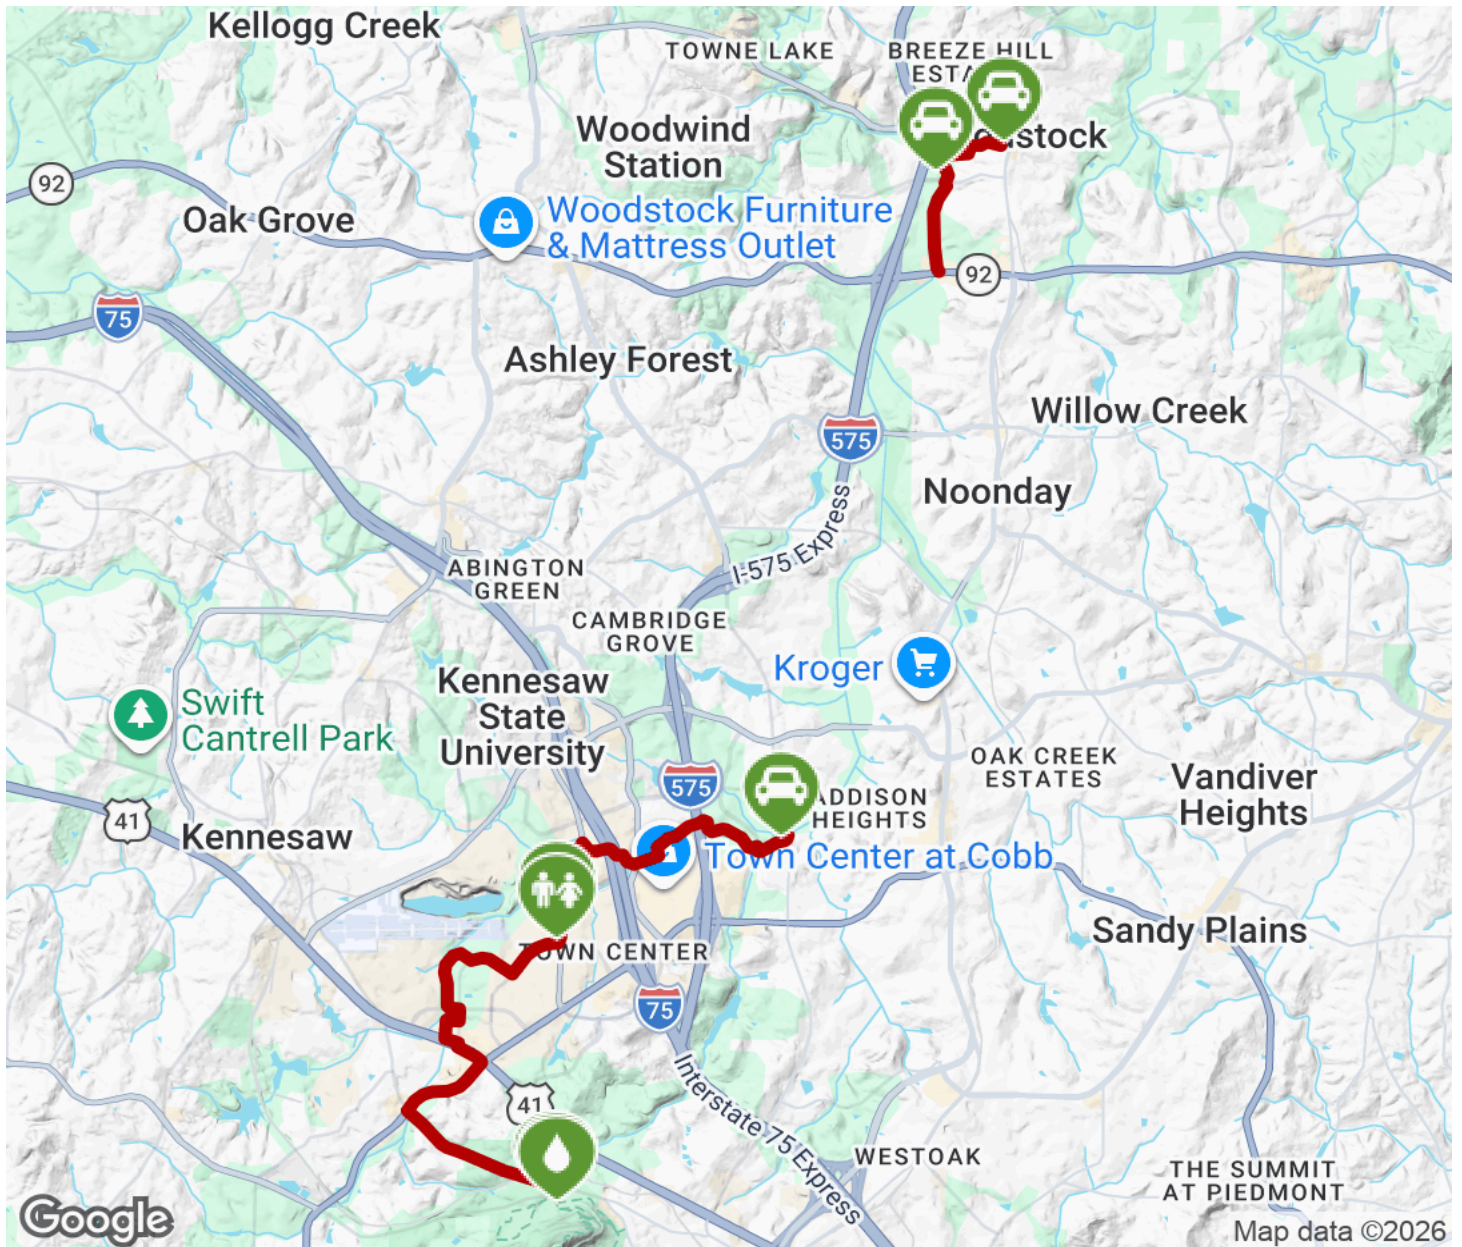 Kellogg Creek
TOWNE LAKE
BREEZE HILL
Woodwind
Station
92
Oak Grove
Woodstock Furniture
& Mattress Outlet
92
75
Ashley Forest
Willow Creek
575
Noonday
I-575 Express
ABINGTON
GREEN
CAMBRIDGE
GROVE
Kroger
Kennesaw
State
University
Swift
Cantrell Park
OAK CREEK
ESTATES
Vandiver
Heights
575
ADDISON
HEIGHTS
41
Kennesaw
Town Center at Cobb
Sandy Plains
TOWN CENTER
75
Interstate 75 Express
41
WESTOAK
THE SUMMIT
AT PIEDMONT
Google
Map data ©2026